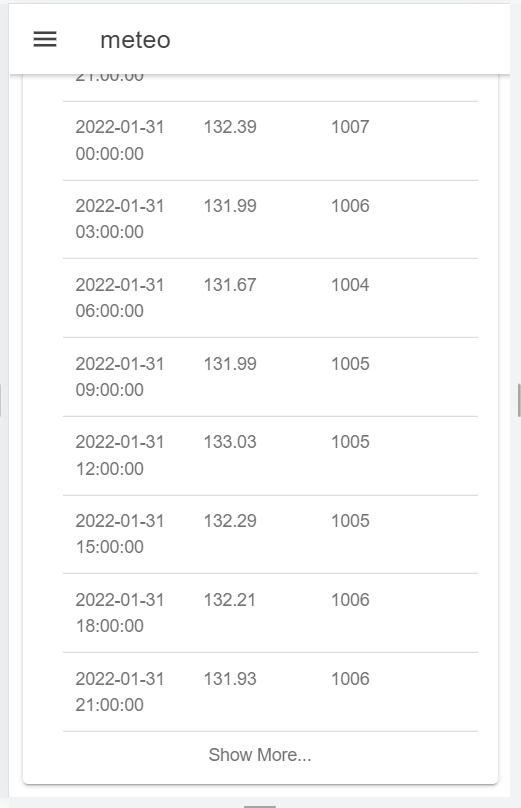 meteo
21:00:00
2022-01-31 132.39 1007
00:00:00
2022-01-31 131.99 1006
03:00:00
2022-01-31 131.67 1004
06:00:00
2022-01-31 131.99 1005
09:00:00
2022-01-31 133.03 1005
12:00:00
2022-01-31 132.29 1005
15:00:00
2022-01-31 132.21 1006
18:00:00
2022-01-31 131.93 1006
21:00:00
Show More...